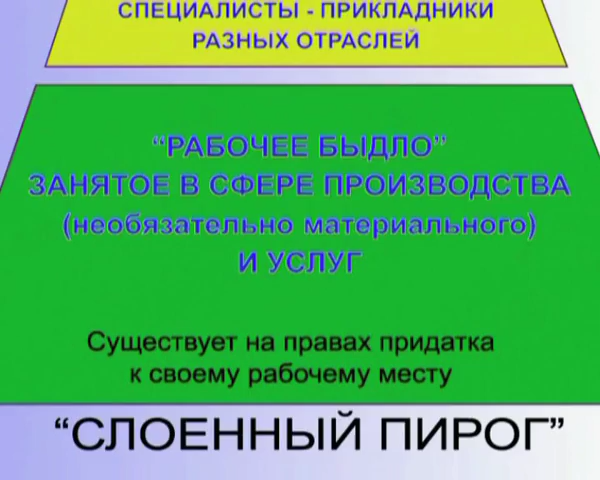 СПЕЦИАЛИСТЫ - ПРИКЛАДНИКИ
РАЗНЫХ ОТРАСЛЕЙ
“РАБОЧЕЕ БЫДЛО”
ЗАНЯТОЕ В СФЕРЕ ПРОИЗВОДСТВА
(необязательно материального)
И УСЛУГ
Существует на правах придатка
к своему рабочему месту
“СЛОЕННЫЙ ПИРОГ”